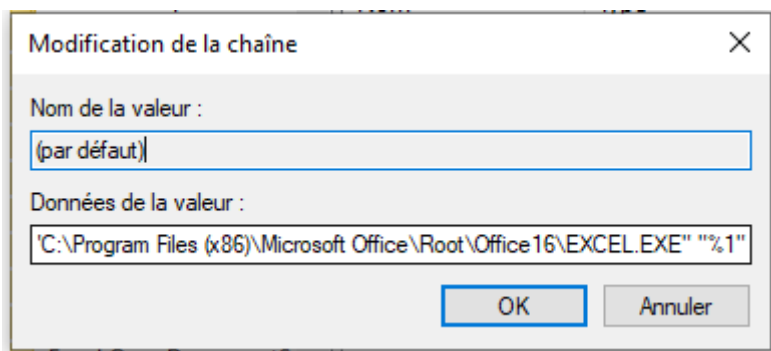 Modification de la chaîne
Nom de la valeur :
(par défaut)
Données de la valeur :
"C:\Program Files (x86)\Microsoft Office\Root\Office16\EXCEL.EXE" "%1"
OK
Annuler